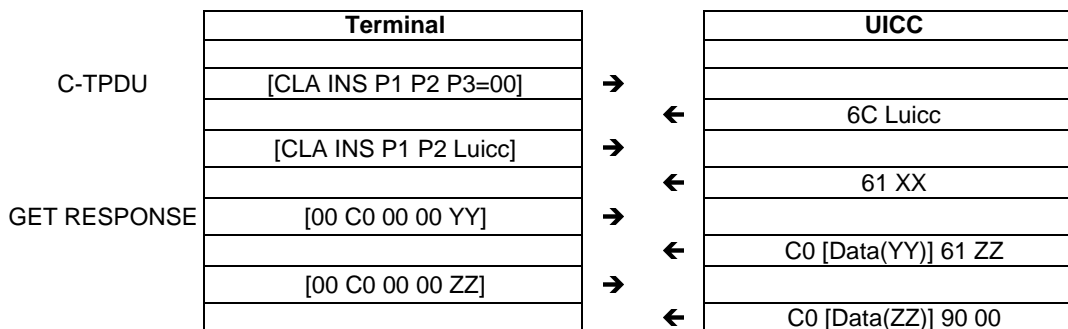 Terminal UICC
C-TPDU [CLA INS P1 P2 P3=00] →
← 6C Luicc
[CLA INS P1 P2 Luicc] →
← 61 XX
GET RESPONSE [00 C0 00 00 YY] →
← C0 [Data(YY)] 61 ZZ
[00 C0 00 00 ZZ] →
← C0 [Data(ZZ)] 90 00